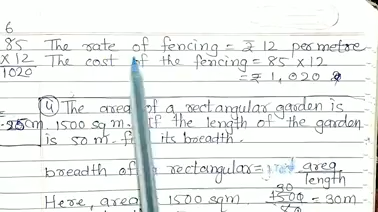 6
85 The rate of fencing = ₹ 12 per metre
× 12 The cost of the fencing = 85 × 12
1020 = ₹ 1,020
④ The area of a rectangular garden is
25cm. 1500 sq m. If the length of the garden
is 50 m. its breadth.
breadth of rectangular = area
length
Here, area 1500 sqm. 30
1500 = 30m